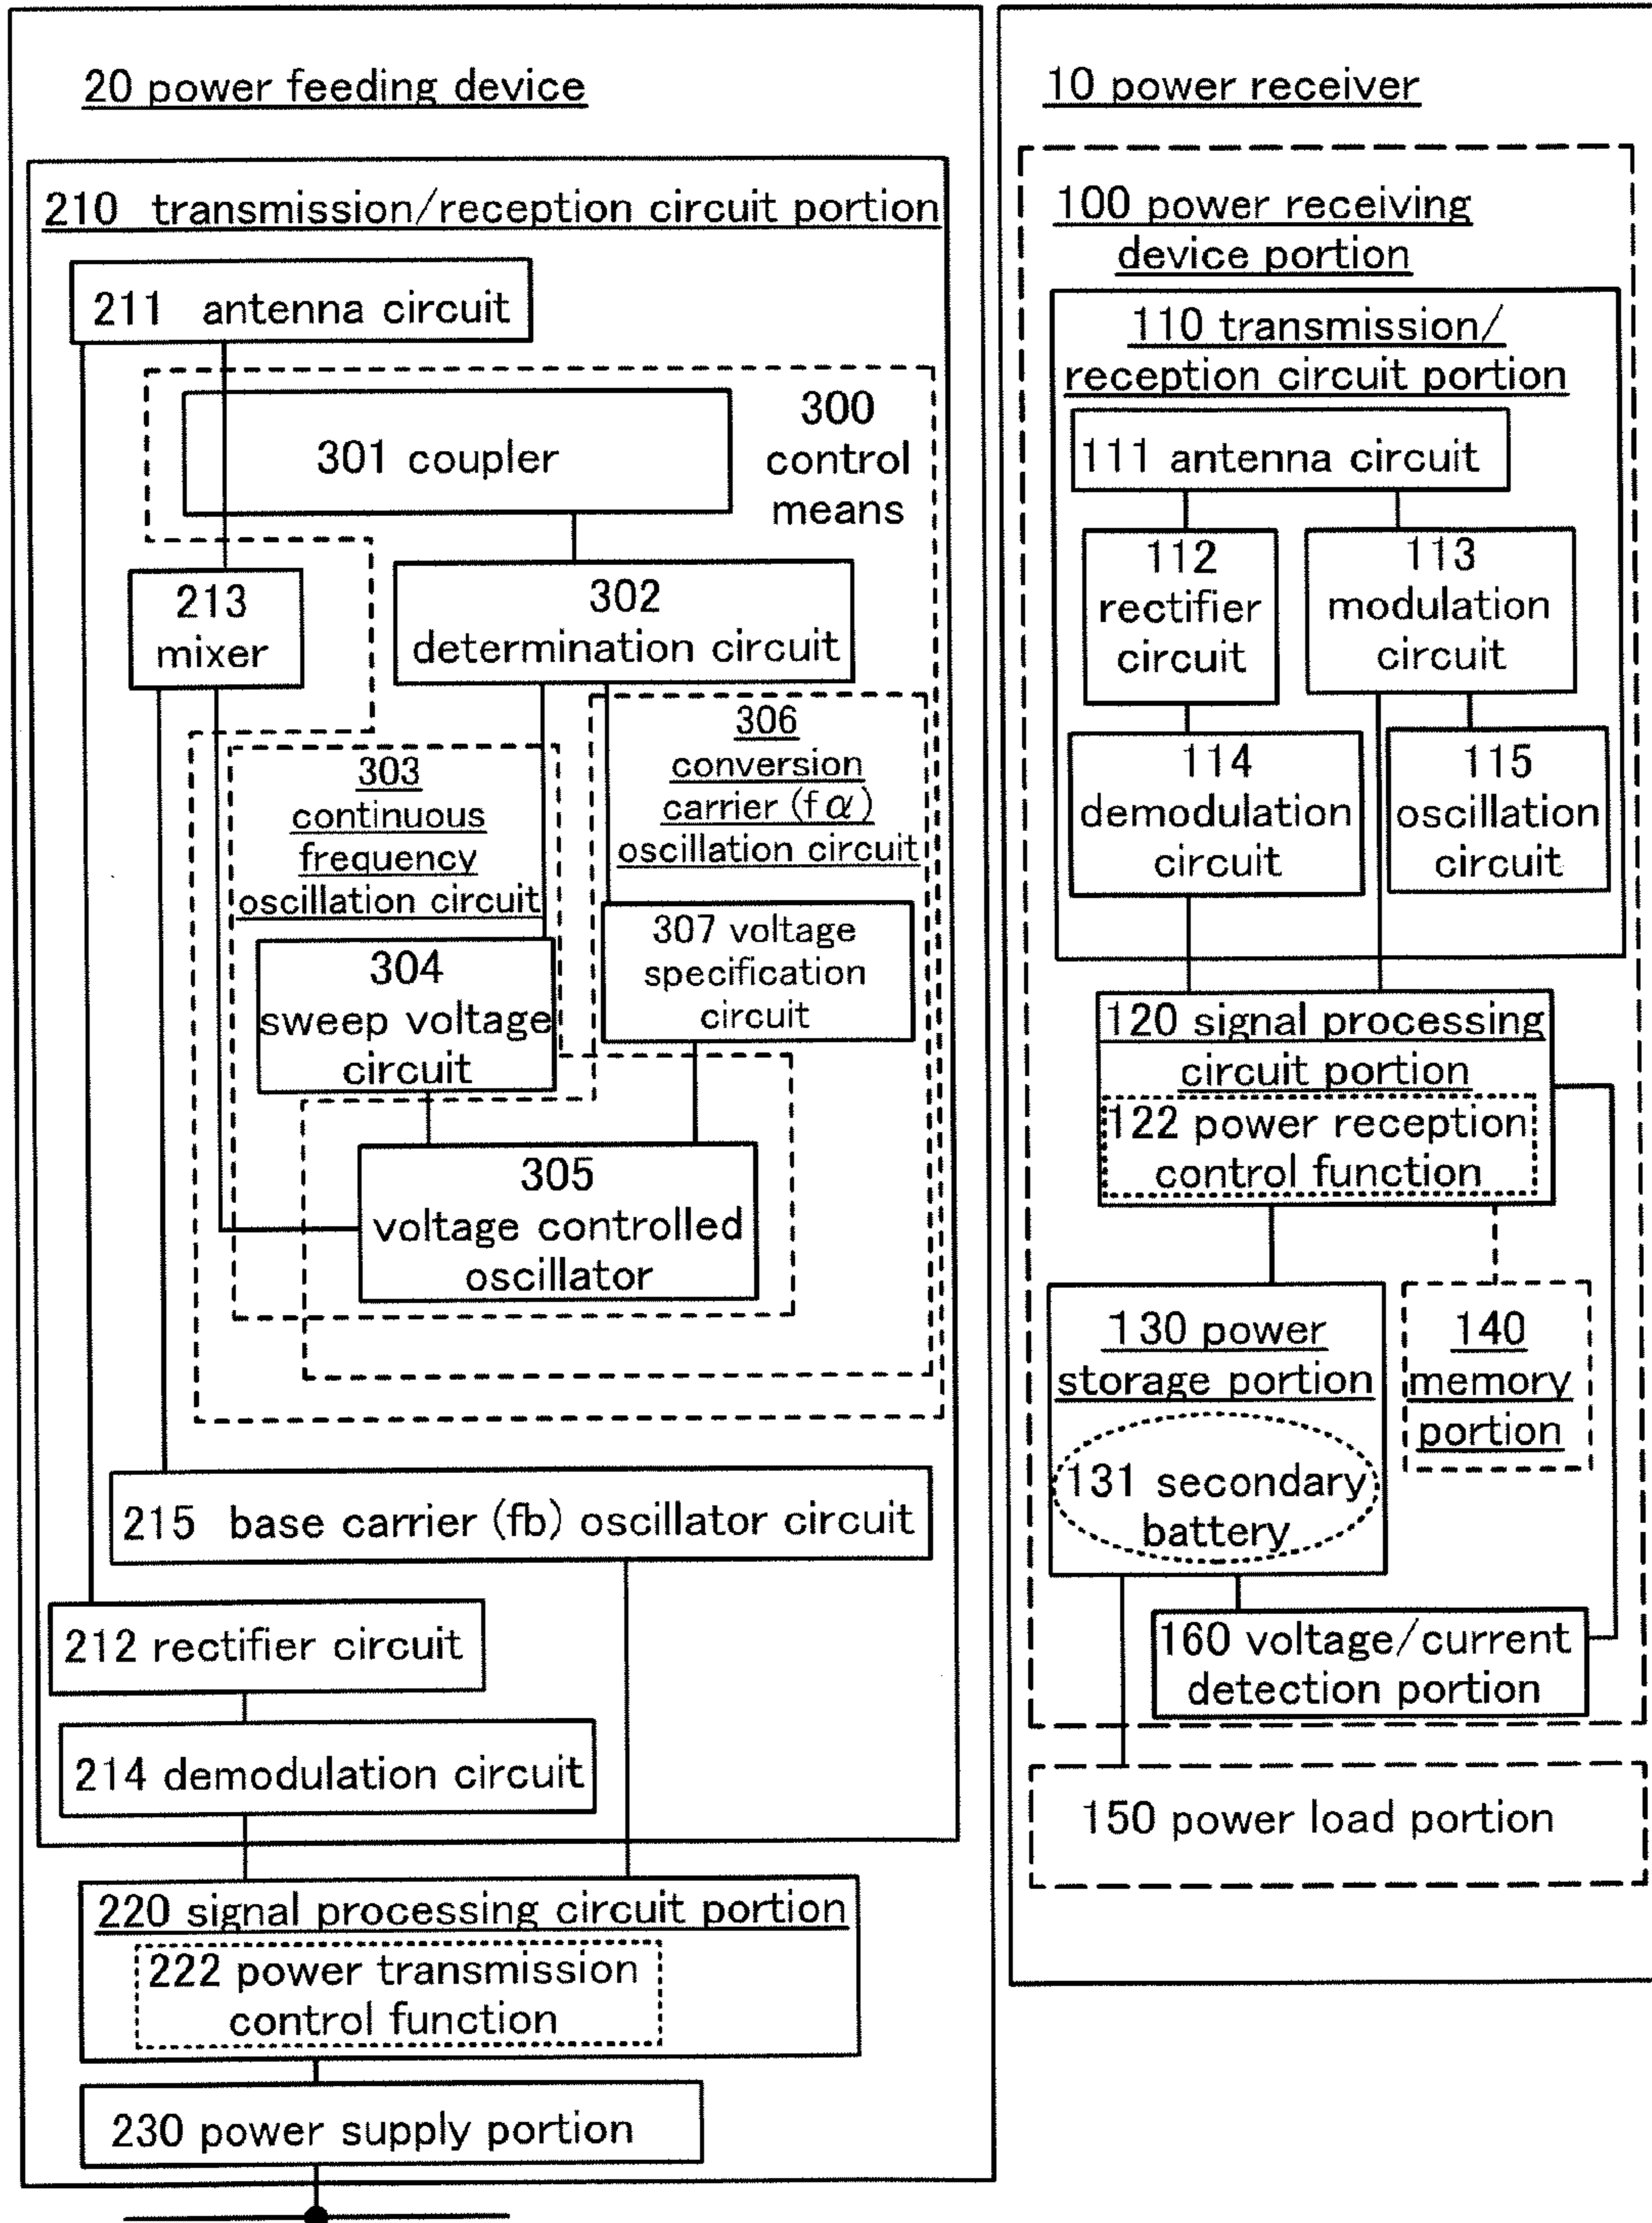 20 power feeding device
210 transmission/reception circuit portion
211 antenna circuit
301 coupler
300
control
means
213
mixer
302
determination circuit
303
continuous
frequency
oscillation circuit
306
conversion
carrier (fα)
oscillation circuit
304
sweep voltage
circuit
307 voltage
specification
circuit
305
voltage controlled
oscillator
215 base carrier (fb) oscillator circuit
212 rectifier circuit
214 demodulation circuit
220 signal processing circuit portion
222 power transmission
control function
230 power supply portion
10 power receiver
100 power receiving
device portion
110 transmission/
reception circuit portion
111 antenna circuit
112
rectifier
circuit
113
modulation
circuit
114
demodulation
circuit
115
oscillation
circuit
120 signal processing
circuit portion
122 power reception
control function
130 power
storage portion
131 secondary
battery
140
memory
portion
160 voltage/current
detection portion
150 power load portion